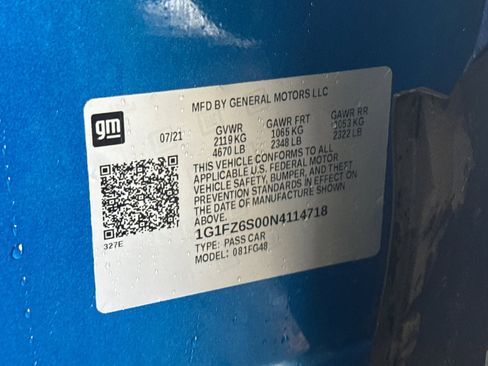 MFD BY GENERAL MOTORS LLC
gm
07/21 GVWR GAWR FRT GAWR RR
2119 KG 1065 KG 1053 KG
4670 LB 2348 LB 2322 LB
THIS VEHICLE CONFORMS TO ALL
APPLICABLE U.S. FEDERAL MOTOR
VEHICLE SAFETY, BUMPER, AND THEFT
PREVENTION STANDARDS IN EFFECT ON
THE DATE OF MANUFACTURE SHOWN
ABOVE.
1G1FZ6S00N4114718
TYPE: PASS CAR
MODEL: 081FG48
327E